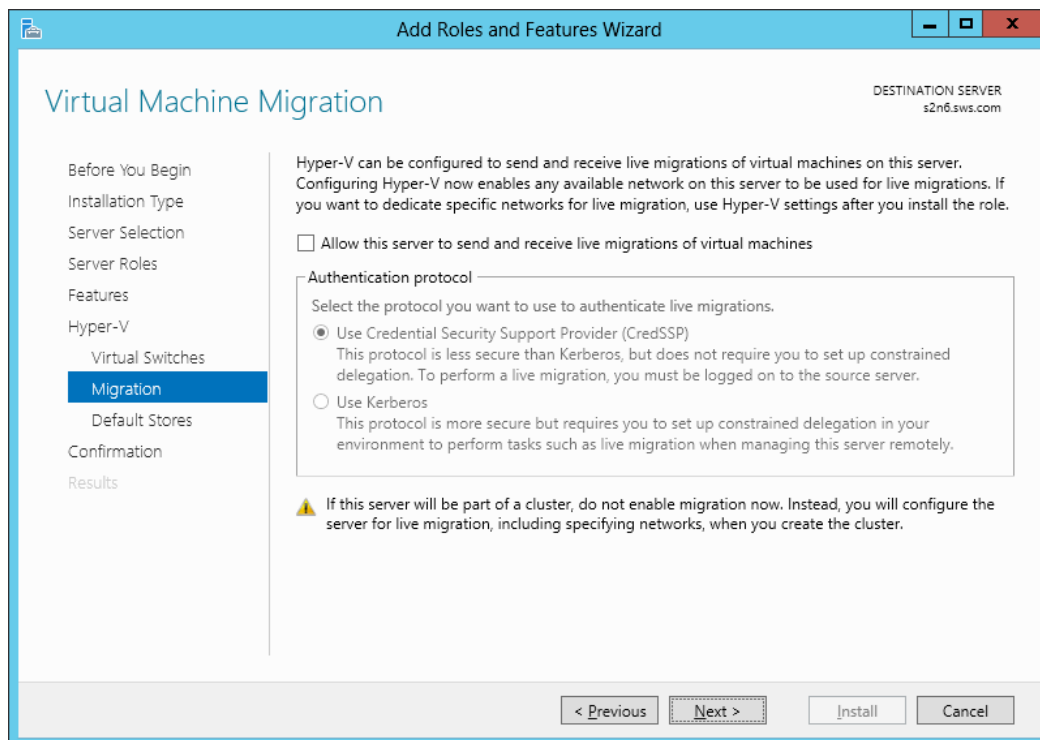 Add Roles and Features Wizard
Virtual Machine Migration
DESTINATION SERVER
s2n6.sws.com
Before You Begin
Installation Type
Server Selection
Server Roles
Features
Hyper-V
Virtual Switches
Migration
Default Stores
Confirmation
Results
Hyper-V can be configured to send and receive live migrations of virtual machines on this server.
Configuring Hyper-V now enables any available network on this server to be used for live migrations. If
you want to dedicate specific networks for live migration, use Hyper-V settings after you install the role.
Allow this server to send and receive live migrations of virtual machines
Authentication protocol
Select the protocol you want to use to authenticate live migrations.
Use Credential Security Support Provider (CredSSP)
This protocol is less secure than Kerberos, but does not require you to set up constrained
delegation. To perform a live migration, you must be logged on to the source server.
Use Kerberos
This protocol is more secure but requires you to set up constrained delegation in your
environment to perform tasks such as live migration when managing this server remotely.
If this server will be part of a cluster, do not enable migration now. Instead, you will configure the
server for live migration, including specifying networks, when you create the cluster.
< Previous
Next >
Install
Cancel